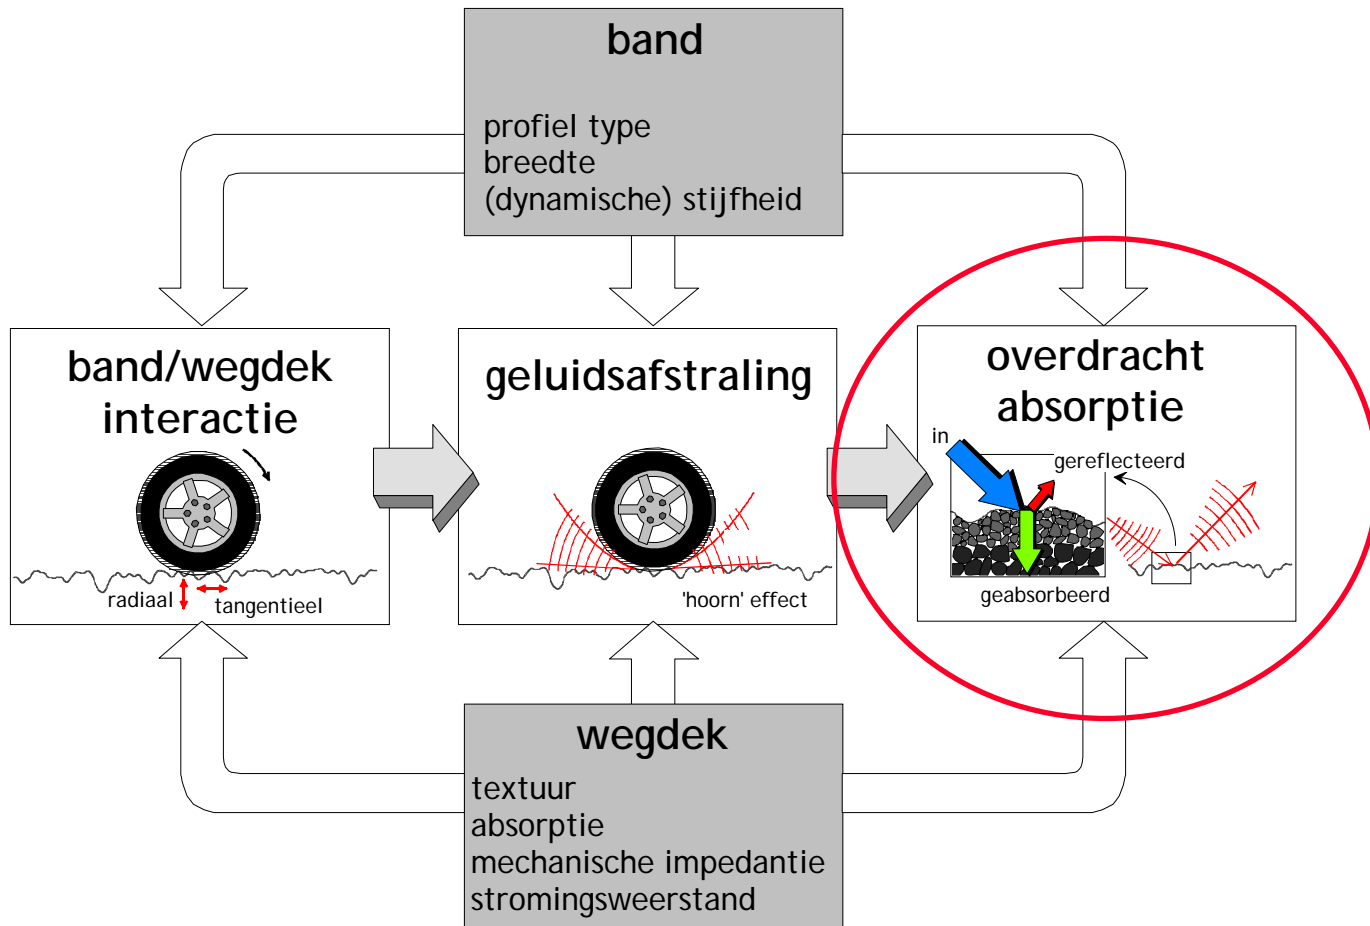 band
profiel type
breedte
(dynamische) stijfheid
band/wegdek
interactie
radiaal
tangentieel
geluidsafstraling
'hoorn' effect
overdracht
absorptie
in
gereflecteerd
geabsorbeerd
wegdek
textuur
absorptie
mechanische impedantie
stromingsweerstand